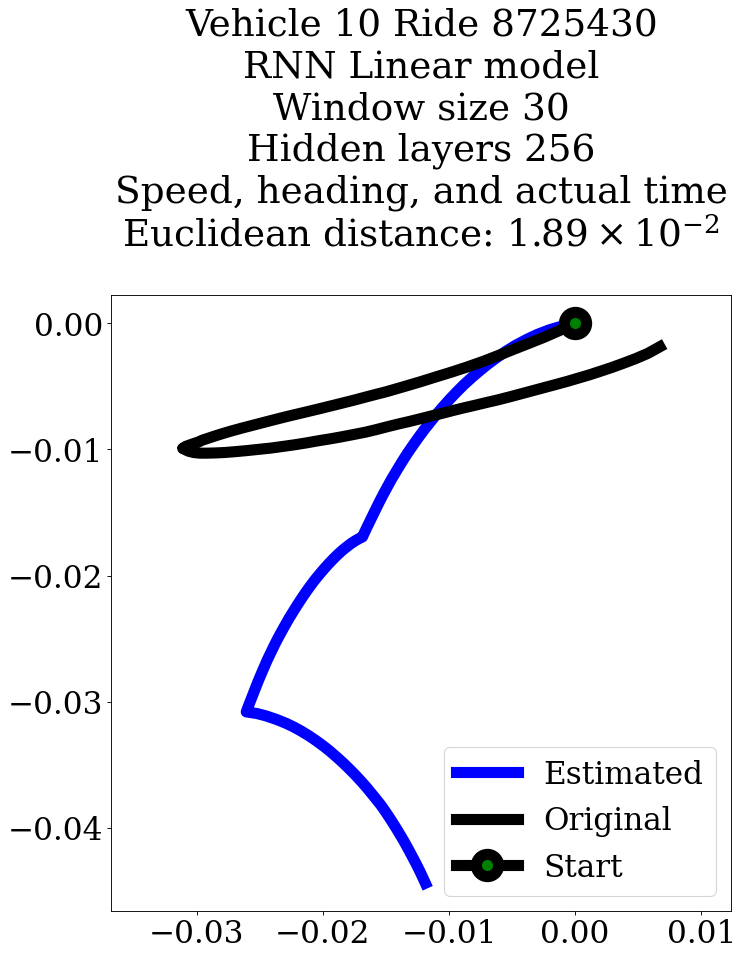 Vehicle 10 Ride 8725430
RNN Linear model
Window size 30
Hidden layers 256
Speed, heading, and actual time
Euclidean distance: 1.89 × 10⁻²
0.00
−0.01
−0.02
−0.03
−0.04
Estimated
Original
Start
−0.03 −0.02 −0.01 0.00 0.01